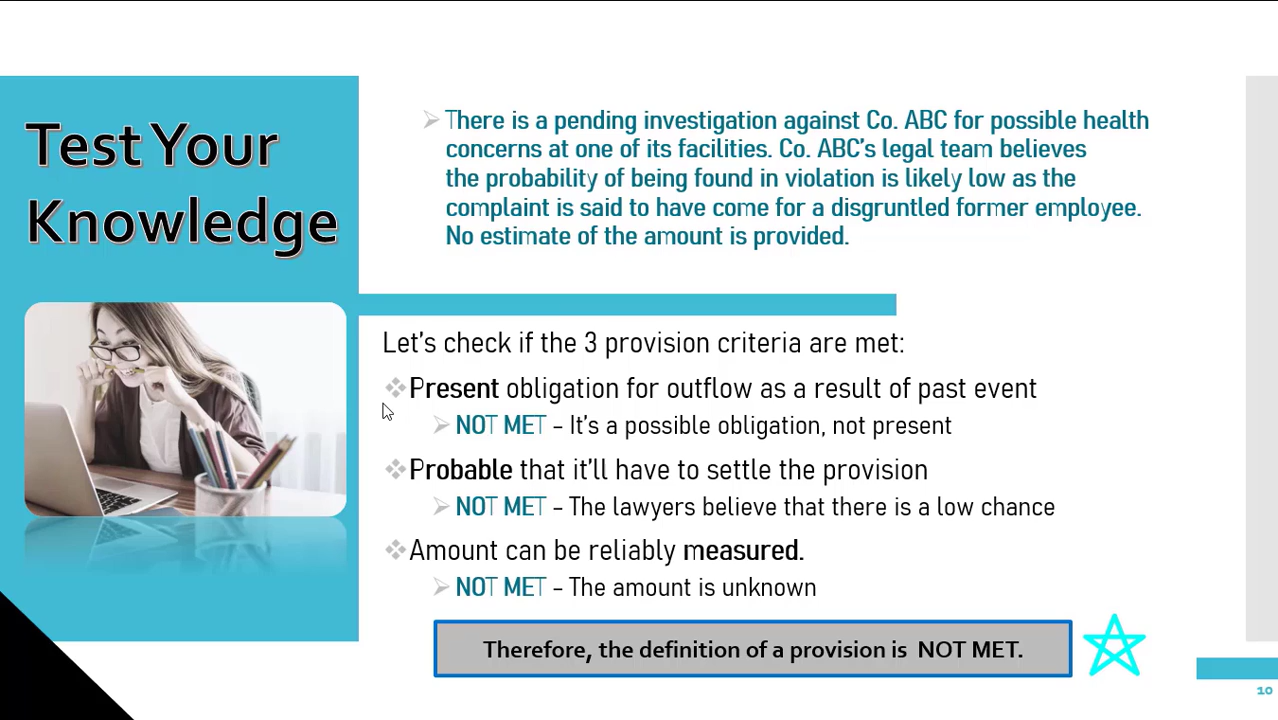 Test Your
Knowledge
There is a pending investigation against Co. ABC for possible health
concerns at one of its facilities. Co. ABC's legal team believes
the probability of being found in violation is likely low as the
complaint is said to have come for a disgruntled former employee.
No estimate of the amount is provided.
Let's check if the 3 provision criteria are met:
Present obligation for outflow as a result of past event
NOT MET – It's a possible obligation, not present
Probable that it'll have to settle the provision
NOT MET – The lawyers believe that there is a low chance
Amount can be reliably measured.
NOT MET – The amount is unknown
Therefore, the definition of a provision is NOT MET.
10